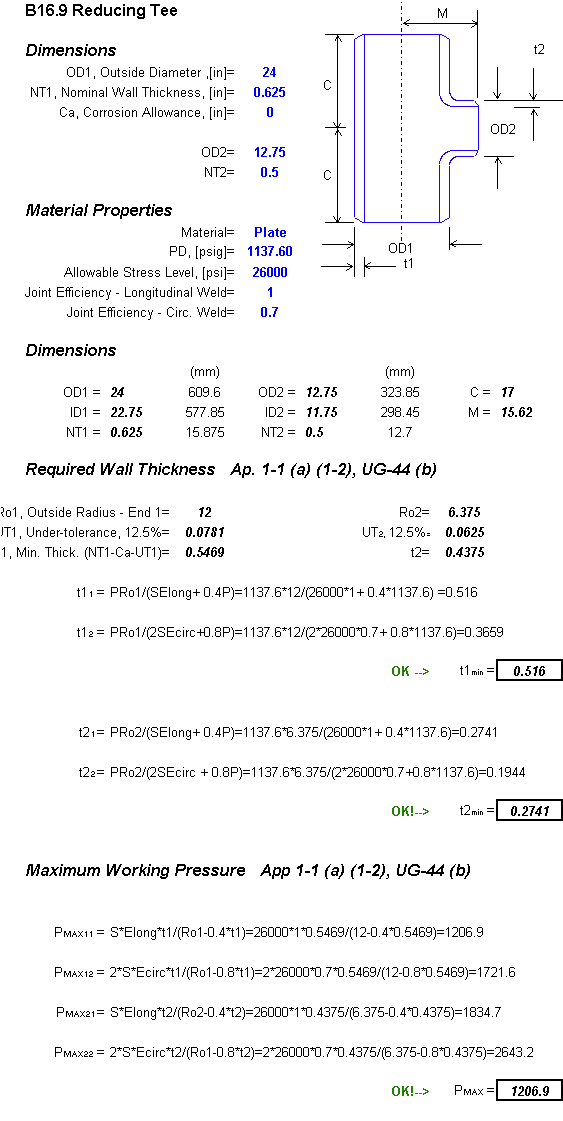 B16.9 Reducing Tee
M
Dimensions
t2
OD1, Outside Diameter ,[in]= 24
NT1, Nominal Wall Thickness, [in]= 0.625
C
Ca, Corrosion Allowance, [in]= 0
OD2
OD2= 12.75
NT2= 0.5
C
Material Properties
Material= Plate
PD, [psig]= 1137.60
OD1
t1
Allowable Stress Level, [psi]= 26000
Joint Efficiency - Longitudinal Weld= 1
Joint Efficiency - Circ. Weld= 0.7
Dimensions
(mm) (mm)
OD1 = 24 609.6 OD2 = 12.75 323.85 C = 17
ID1 = 22.75 577.85 ID2 = 11.75 298.45 M = 15.62
NT1 = 0.625 15.875 NT2 = 0.5 12.7
Required Wall Thickness Ap. 1-1 (a) (1-2), UG-44 (b)
Ro1, Outside Radius - End 1= 12 Ro2= 6.375
UT1, Under-tolerance, 12.5%= 0.0781 UT2, 12.5%= 0.0625
1, Min. Thick. (NT1-Ca-UT1)= 0.5469 t2= 0.4375
t1₁ = PRo1/(SElong+ 0.4P)=1137.6*12/(26000*1+ 0.4*1137.6) =0.516
t1₂ = PRo1/(2SEcirc+0.8P)=1137.6*12/(2*26000*0.7+ 0.8*1137.6)=0.3659
OK --> t1min = 0.516
t2₁= PRo2/(SElong+ 0.4P)=1137.6*6.375/(26000*1+ 0.4*1137.6)=0.2741
t2₂= PRo2/(2SEcirc + 0.8P)=1137.6*6.375/(2*26000*0.7+0.8*1137.6)=0.1944
OK!--> t2min = 0.2741
Maximum Working Pressure App 1-1 (a) (1-2), UG-44 (b)
PMAX11 = S*Elong*t1/(Ro1-0.4*t1)=26000*1*0.5469/(12-0.4*0.5469)=1206.9
PMAX12 = 2*S*Ecirc*t1/(Ro1-0.8*t1)=2*26000*0.7*0.5469/(12-0.8*0.5469)=1721.6
PMAX21= S*Elong*t2/(Ro2-0.4*t2)=26000*1*0.4375/(6.375-0.4*0.4375)=1834.7
PMAX22 = 2*S*Ecirc*t2/(Ro1-0.8*t2)=2*26000*0.7*0.4375/(6.375-0.8*0.4375)=2643.2
OK!--> PMAX = 1206.9